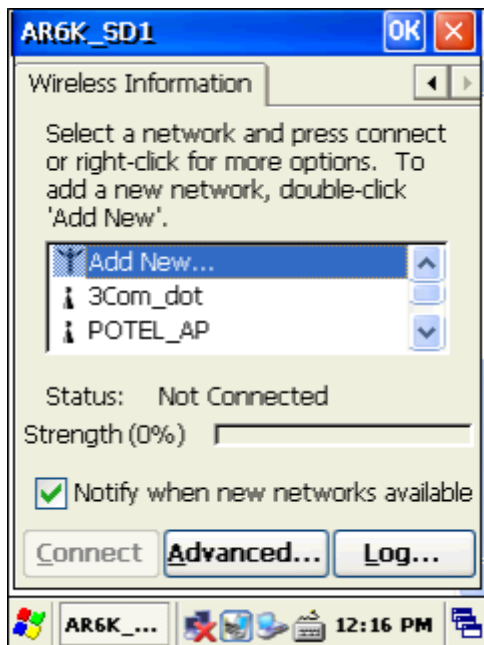 AR6K_SD1 OK
Wireless Information
Select a network and press connect
or right-click for more options. To
add a new network, double-click
'Add New'.
Add New...
3Com_dot
POTEL_AP
Status: Not Connected
Strength (0%)
Notify when new networks available
Connect Advanced... Log...
AR6K_... 12:16 PM